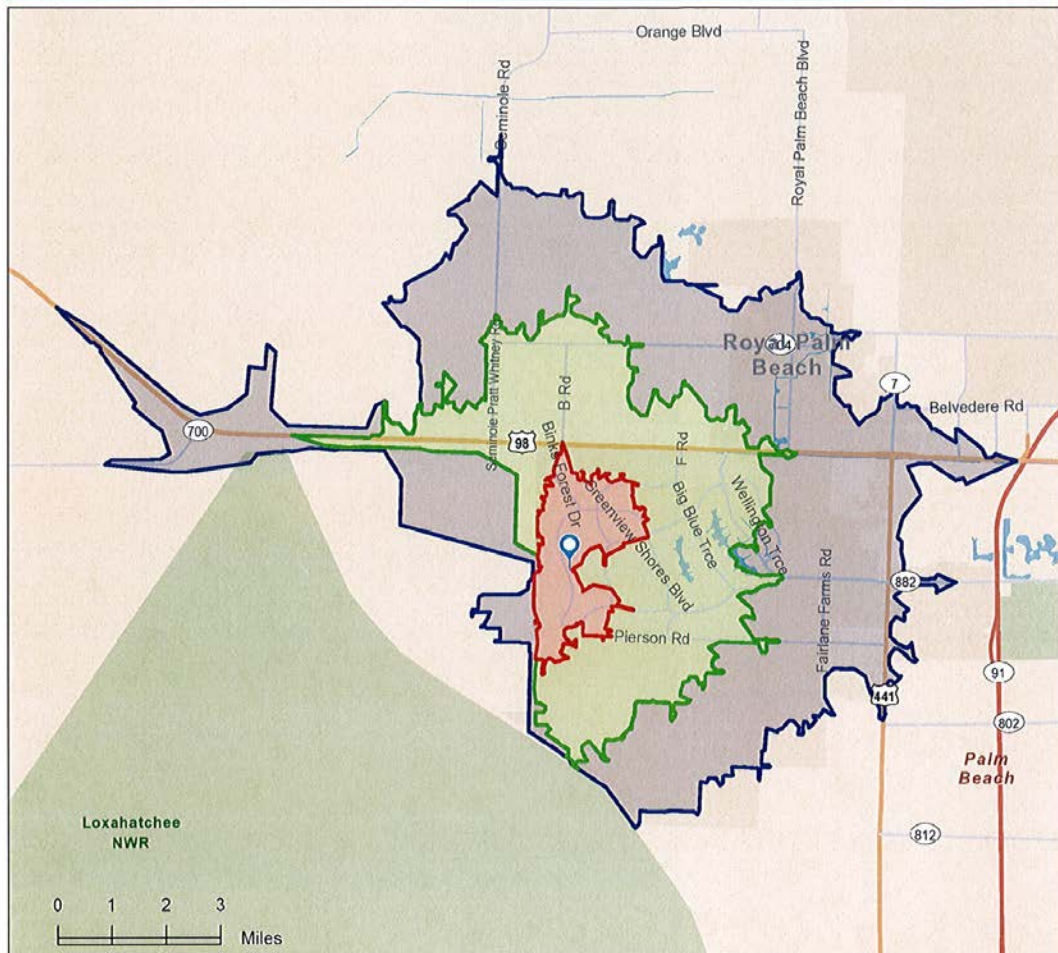 Orange Blvd
Seminole Rd
Royal Palm Beach Blvd
Seminole Pratt Whitney Rd
B Rd
Royal Palm
Beach
7
Belvedere Rd
700
98
F Rd
Binks Forest Dr
Greenview Shores Blvd
Big Blue Trce
Wellington Trce
882
Pierson Rd
Fairlane Farms Rd
441
91
802
Palm
Beach
812
Loxahatchee
NWR
0 1 2 3
Miles